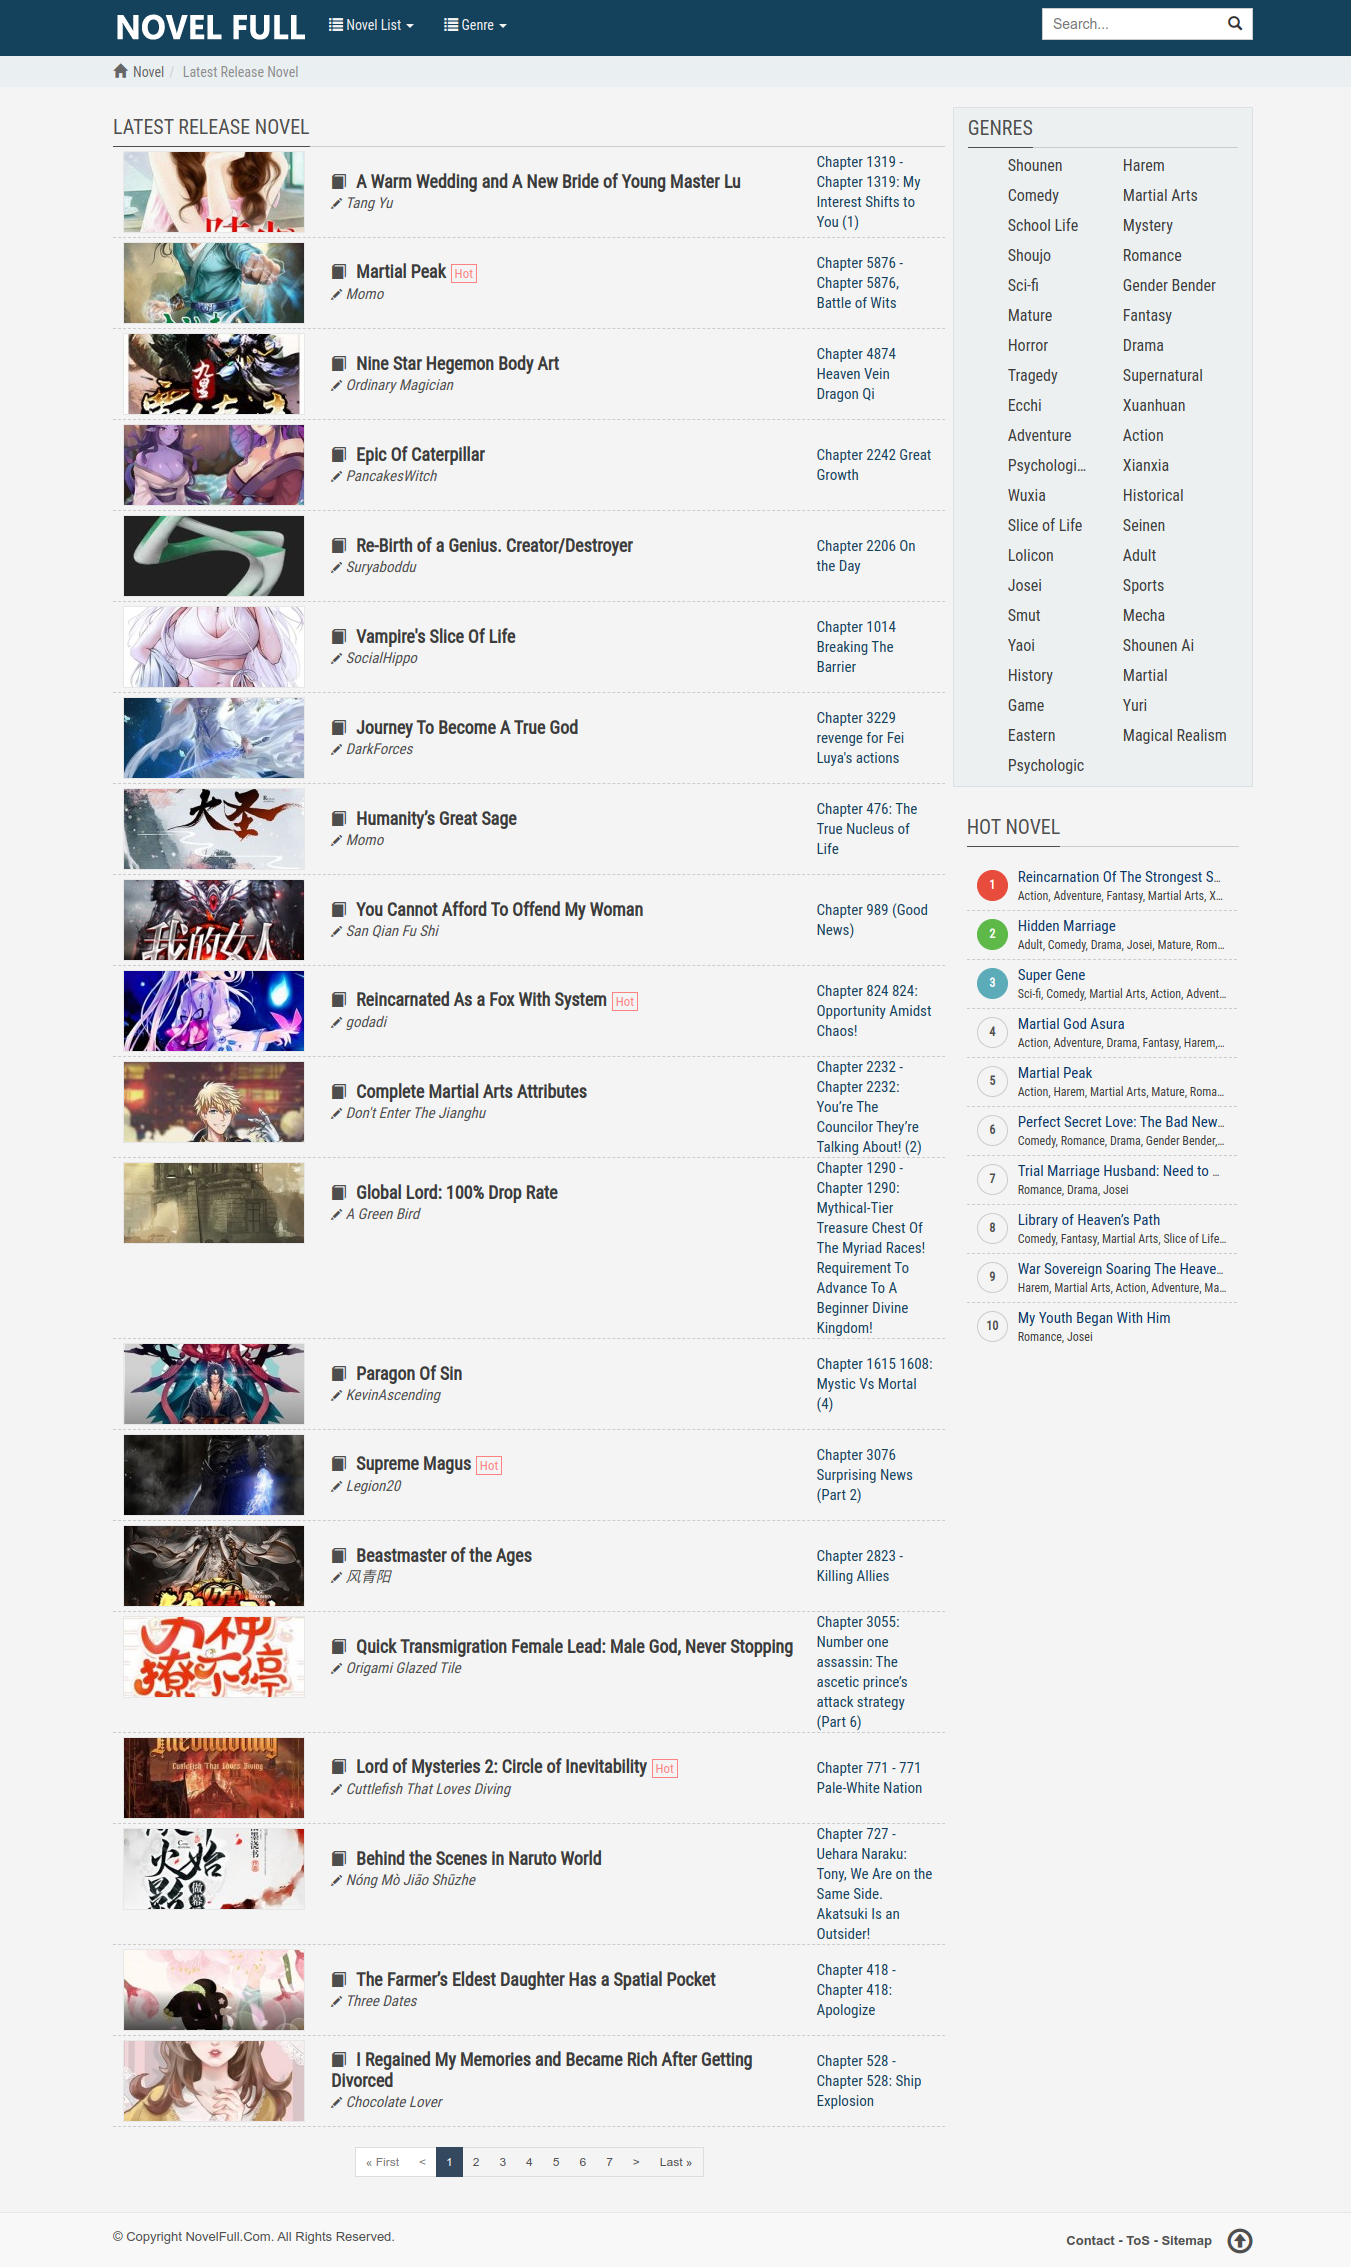 NOVEL FULL
Novel List
Genre
Search...
Novel / Latest Release Novel
LATEST RELEASE NOVEL
A Warm Wedding and A New Bride of Young Master Lu
Tang Yu
Chapter 1319 -
Chapter 1319: My
Interest Shifts to
You (1)
Martial Peak Hot
Momo
Chapter 5876 -
Chapter 5876,
Battle of Wits
九星
Nine Star Hegemon Body Art
Ordinary Magician
Chapter 4874
Heaven Vein
Dragon Qi
Epic Of Caterpillar
PancakesWitch
Chapter 2242 Great
Growth
Re-Birth of a Genius. Creator/Destroyer
Suryaboddu
Chapter 2206 On
the Day
Vampire's Slice Of Life
SocialHippo
Chapter 1014
Breaking The
Barrier
Journey To Become A True God
DarkForces
Chapter 3229
revenge for Fei
Luya's actions
大圣
Humanity’s Great Sage
Momo
Chapter 476: The
True Nucleus of
Life
我的女人
You Cannot Afford To Offend My Woman
San Qian Fu Shi
Chapter 989 (Good
News)
Reincarnated As a Fox With System Hot
godadi
Chapter 824 824:
Opportunity Amidst
Chaos!
Complete Martial Arts Attributes
Don't Enter The Jianghu
Chapter 2232 -
Chapter 2232:
You’re The
Councilor They’re
Talking About! (2)
Global Lord: 100% Drop Rate
A Green Bird
Chapter 1290 -
Chapter 1290:
Mythical-Tier
Treasure Chest Of
The Myriad Races!
Requirement To
Advance To A
Beginner Divine
Kingdom!
Paragon Of Sin
KevinAscending
Chapter 1615 1608:
Mystic Vs Mortal
(4)
Supreme Magus Hot
Legion20
Chapter 3076
Surprising News
(Part 2)
Beastmaster of the Ages
风青阳
Chapter 2823 -
Killing Allies
撩不停
Quick Transmigration Female Lead: Male God, Never Stopping
Origami Glazed Tile
Chapter 3055:
Number one
assassin: The
ascetic prince’s
attack strategy
(Part 6)
Cuttlefish That Loves Diving
Lord of Mysteries 2: Circle of Inevitability Hot
Cuttlefish That Loves Diving
Chapter 771 - 771
Pale-White Nation
火始
Behind the Scenes in Naruto World
Nóng Mò Jiāo Shūzhe
Chapter 727 -
Uehara Naraku:
Tony, We Are on the
Same Side.
Akatsuki Is an
Outsider!
The Farmer’s Eldest Daughter Has a Spatial Pocket
Three Dates
Chapter 418 -
Chapter 418:
Apologize
I Regained My Memories and Became Rich After Getting
Divorced
Chocolate Lover
Chapter 528 -
Chapter 528: Ship
Explosion
« First < 1 2 3 4 5 6 7 > Last »
GENRES
Shounen Harem
Comedy Martial Arts
School Life Mystery
Shoujo Romance
Sci-fi Gender Bender
Mature Fantasy
Horror Drama
Tragedy Supernatural
Ecchi Xuanhuan
Adventure Action
Psychologi... Xianxia
Wuxia Historical
Slice of Life Seinen
Lolicon Adult
Josei Sports
Smut Mecha
Yaoi Shounen Ai
History Martial
Game Yuri
Eastern Magical Realism
Psychologic
HOT NOVEL
1 Reincarnation Of The Strongest S...
Action, Adventure, Fantasy, Martial Arts, X...
2 Hidden Marriage
Adult, Comedy, Drama, Josei, Mature, Rom...
3 Super Gene
Sci-fi, Comedy, Martial Arts, Action, Advent...
4 Martial God Asura
Action, Adventure, Drama, Fantasy, Harem,...
5 Martial Peak
Action, Harem, Martial Arts, Mature, Roma...
6 Perfect Secret Love: The Bad New...
Comedy, Romance, Drama, Gender Bender,...
7 Trial Marriage Husband: Need to ...
Romance, Drama, Josei
8 Library of Heaven’s Path
Comedy, Fantasy, Martial Arts, Slice of Life...
9 War Sovereign Soaring The Heave...
Harem, Martial Arts, Action, Adventure, Ma...
10 My Youth Began With Him
Romance, Josei
© Copyright NovelFull.Com. All Rights Reserved.
Contact - ToS - Sitemap